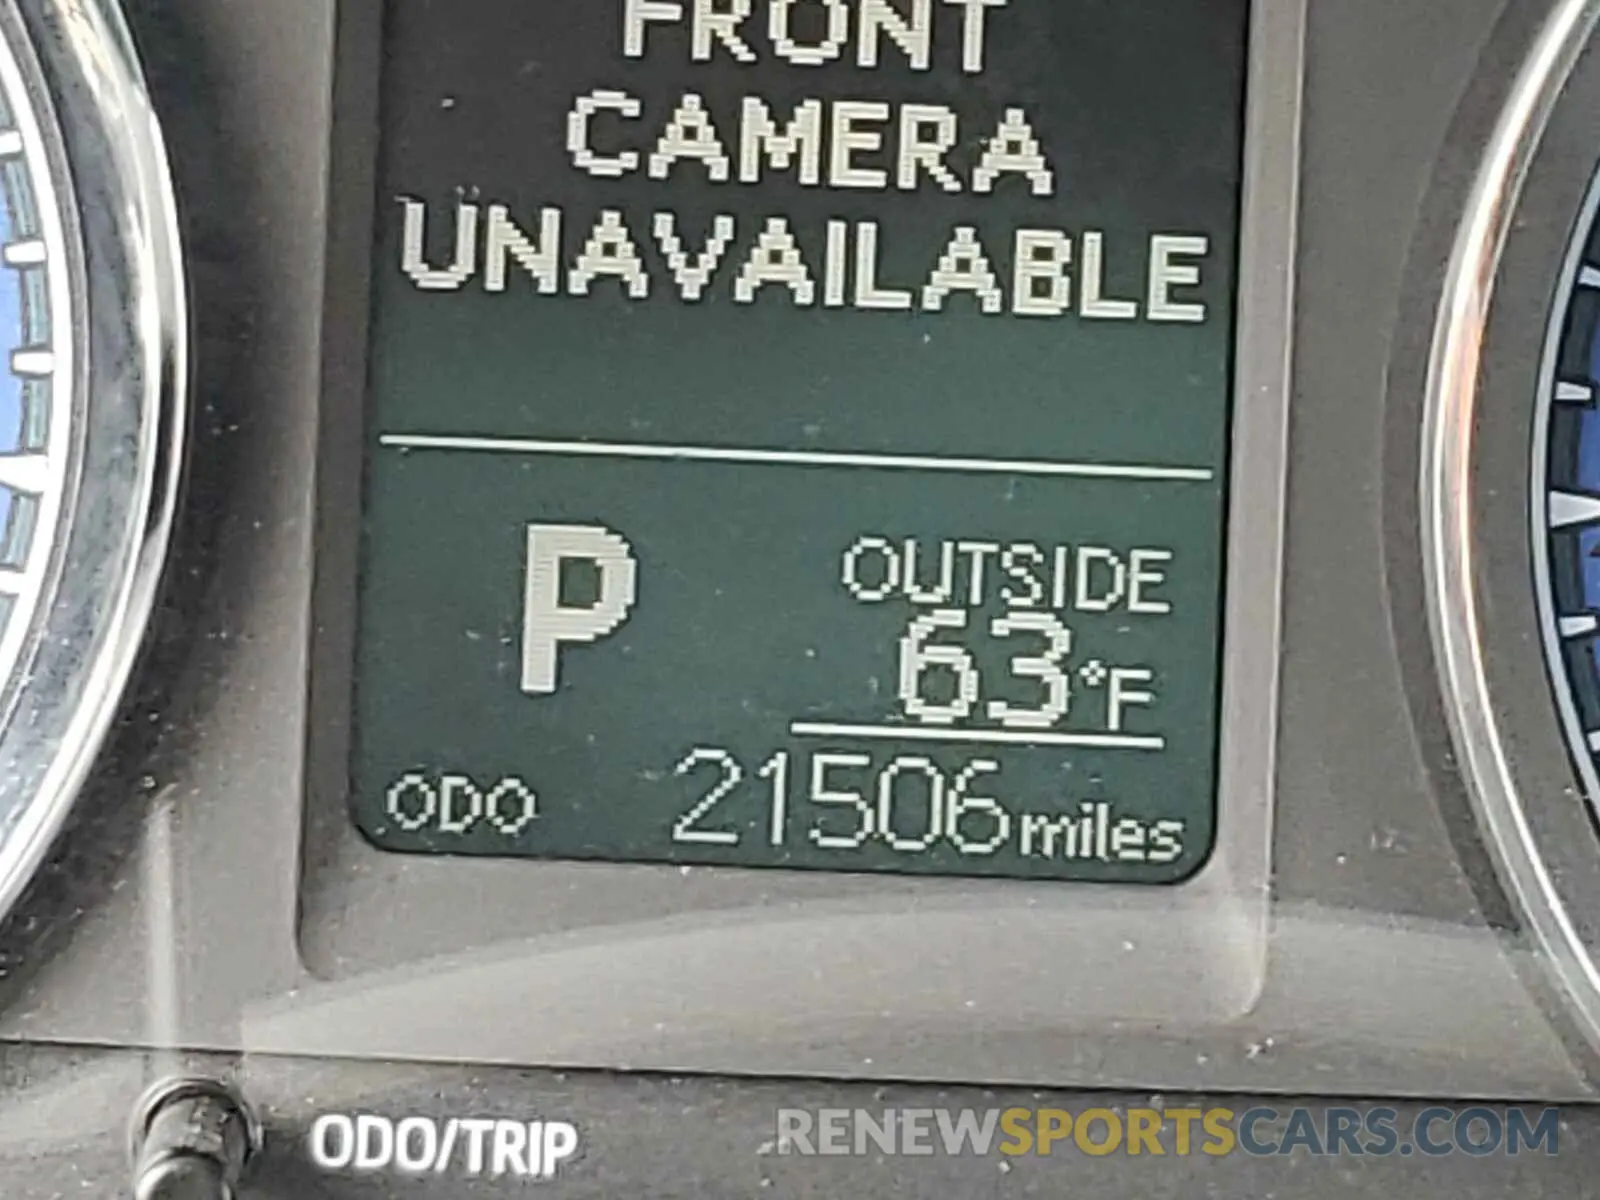 FRONT
CAMERA
UNAVAILABLE
P
OUTSIDE
63°F
ODO 21506 miles
ODO/TRIP
RENEWSPORTSCARS.COM